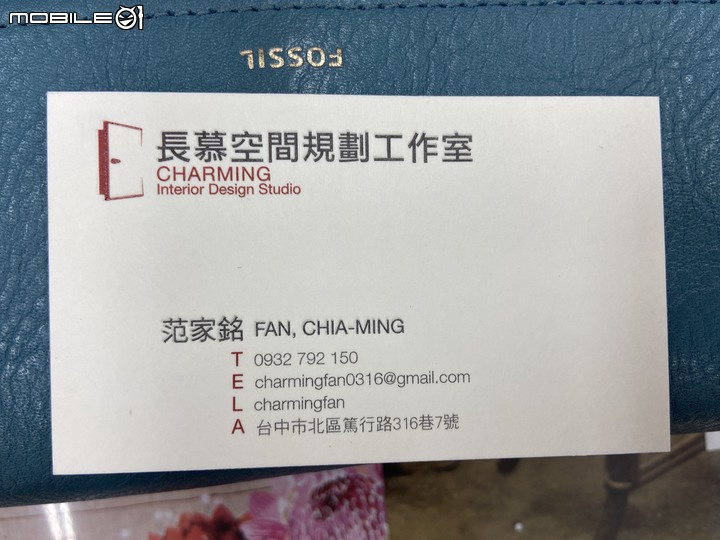 MOBILE01
FOSSIL
長慕空間規劃工作室
CHARMING
Interior Design Studio
范家銘 FAN, CHIA-MING
T 0932 792 150
E charmingfan0316@gmail.com
L charmingfan
A 台中市北區篤行路316巷7號